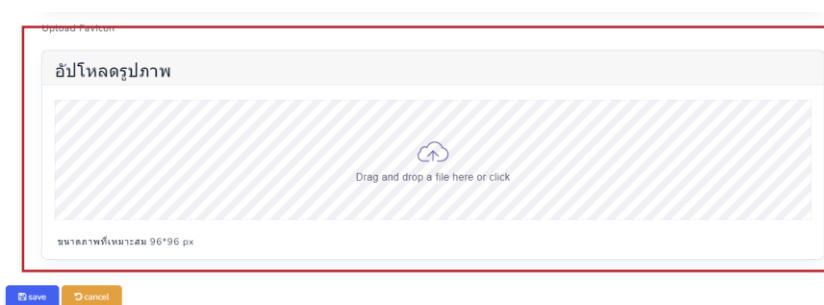 Upload Favicon
อัปโหลดรูปภาพ
Drag and drop a file here or click
ขนาดภาพที่เหมาะสม 96*96 px
save
cancel